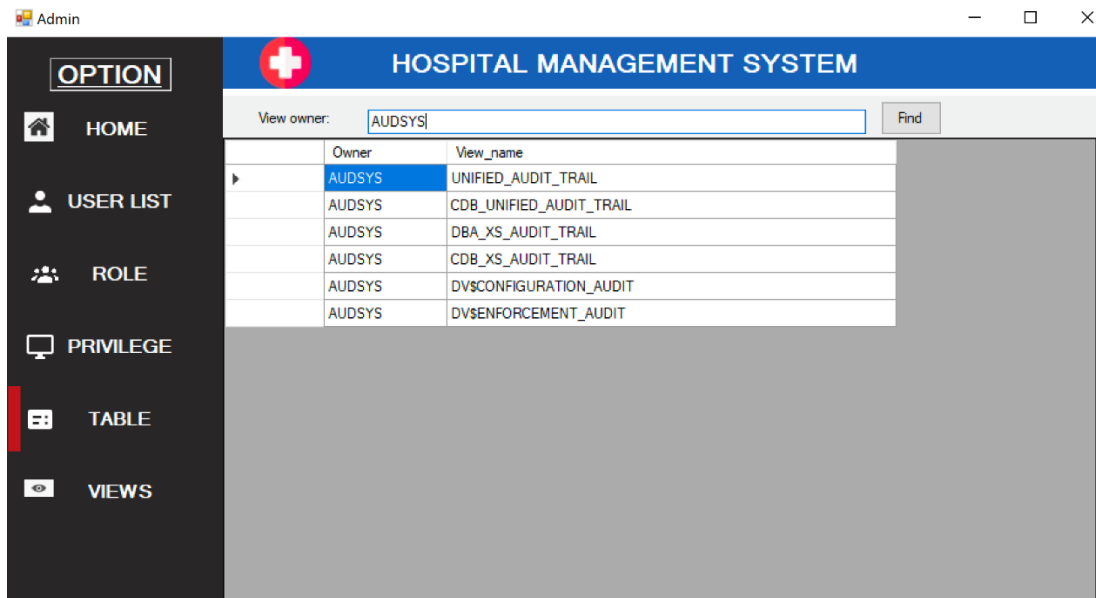 Admin
OPTION
HOME
USER LIST
ROLE
PRIVILEGE
TABLE
VIEWS
HOSPITAL MANAGEMENT SYSTEM
View owner: AUDSYS Find
Owner View_name
AUDSYS UNIFIED_AUDIT_TRAIL
AUDSYS CDB_UNIFIED_AUDIT_TRAIL
AUDSYS DBA_XS_AUDIT_TRAIL
AUDSYS CDB_XS_AUDIT_TRAIL
AUDSYS DV$CONFIGURATION_AUDIT
AUDSYS DV$ENFORCEMENT_AUDIT